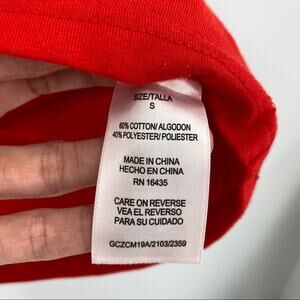 SIZE/TALLA
S
60% COTTON/ALGODON
40% POLYESTER/POLIESTER
MADE IN CHINA
HECHO EN CHINA
RN 16435
CARE ON REVERSE
VEA EL REVERSO
PARA SU CUIDADO
GCZCM19A/2103/2359